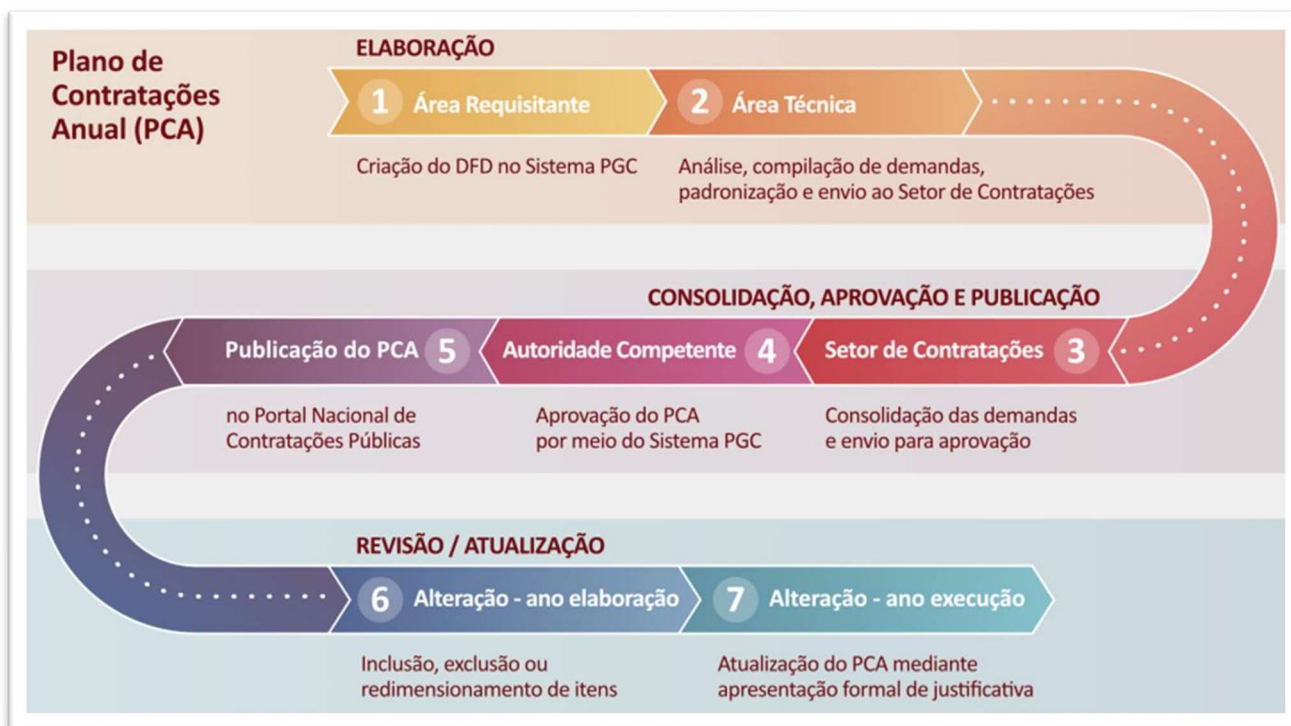 Plano de
Contratações
Anual (PCA)
ELABORAÇÃO
1 Área Requisitante
2 Área Técnica
Criação do DFD no Sistema PGC
Análise, compilação de demandas,
padronização e envio ao Setor de Contratações
CONSOLIDAÇÃO, APROVAÇÃO E PUBLICAÇÃO
Setor de Contratações 3
Autoridade Competente 4
Publicação do PCA 5
Consolidação das demandas
e envio para aprovação
Aprovação do PCA
por meio do Sistema PGC
no Portal Nacional de
Contratações Públicas
REVISÃO / ATUALIZAÇÃO
6 Alteração - ano elaboração
7 Alteração - ano execução
Inclusão, exclusão ou
redimensionamento de itens
Atualização do PCA mediante
apresentação formal de justificativa